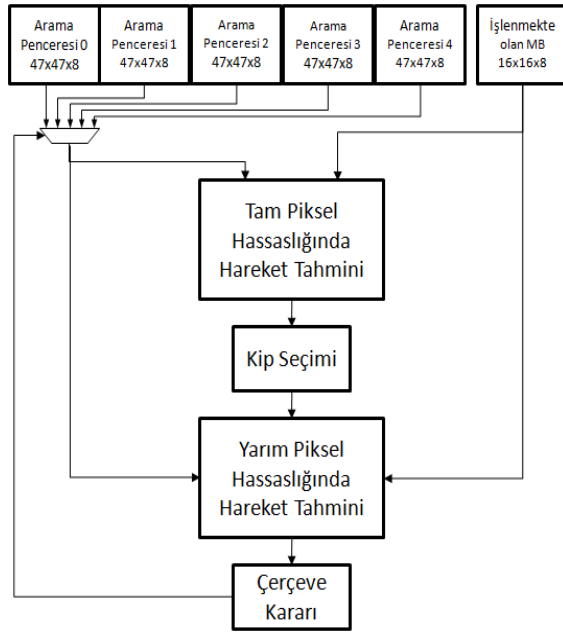 Arama
Penceresi 0
47x47x8
Arama
Penceresi 1
47x47x8
Arama
Penceresi 2
47x47x8
Arama
Penceresi 3
47x47x8
Arama
Penceresi 4
47x47x8
İşlenmekte
olan MB
16x16x8
Tam Piksel
Hassaslığında
Hareket Tahmini
Kip Seçimi
Yarım Piksel
Hassaslığında
Hareket Tahmini
Çerçeve
Kararı